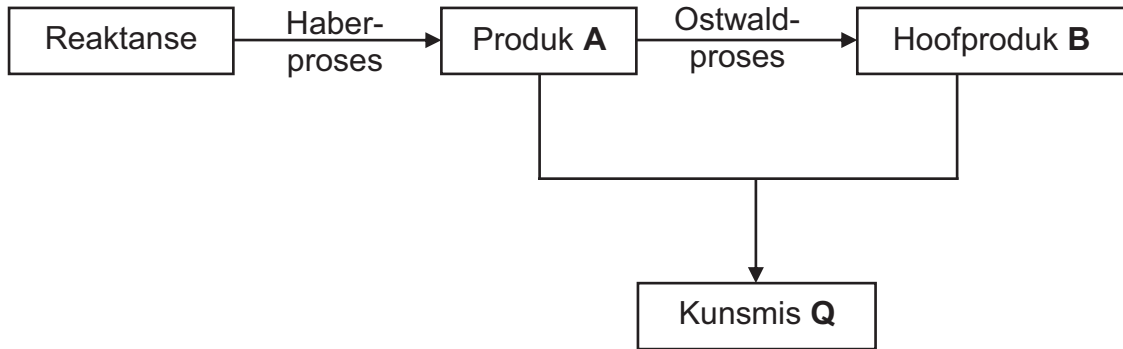 Reaktanse
Haber-
proses
Produk A
Ostwald-
proses
Hoofproduk B
Kunsmis Q